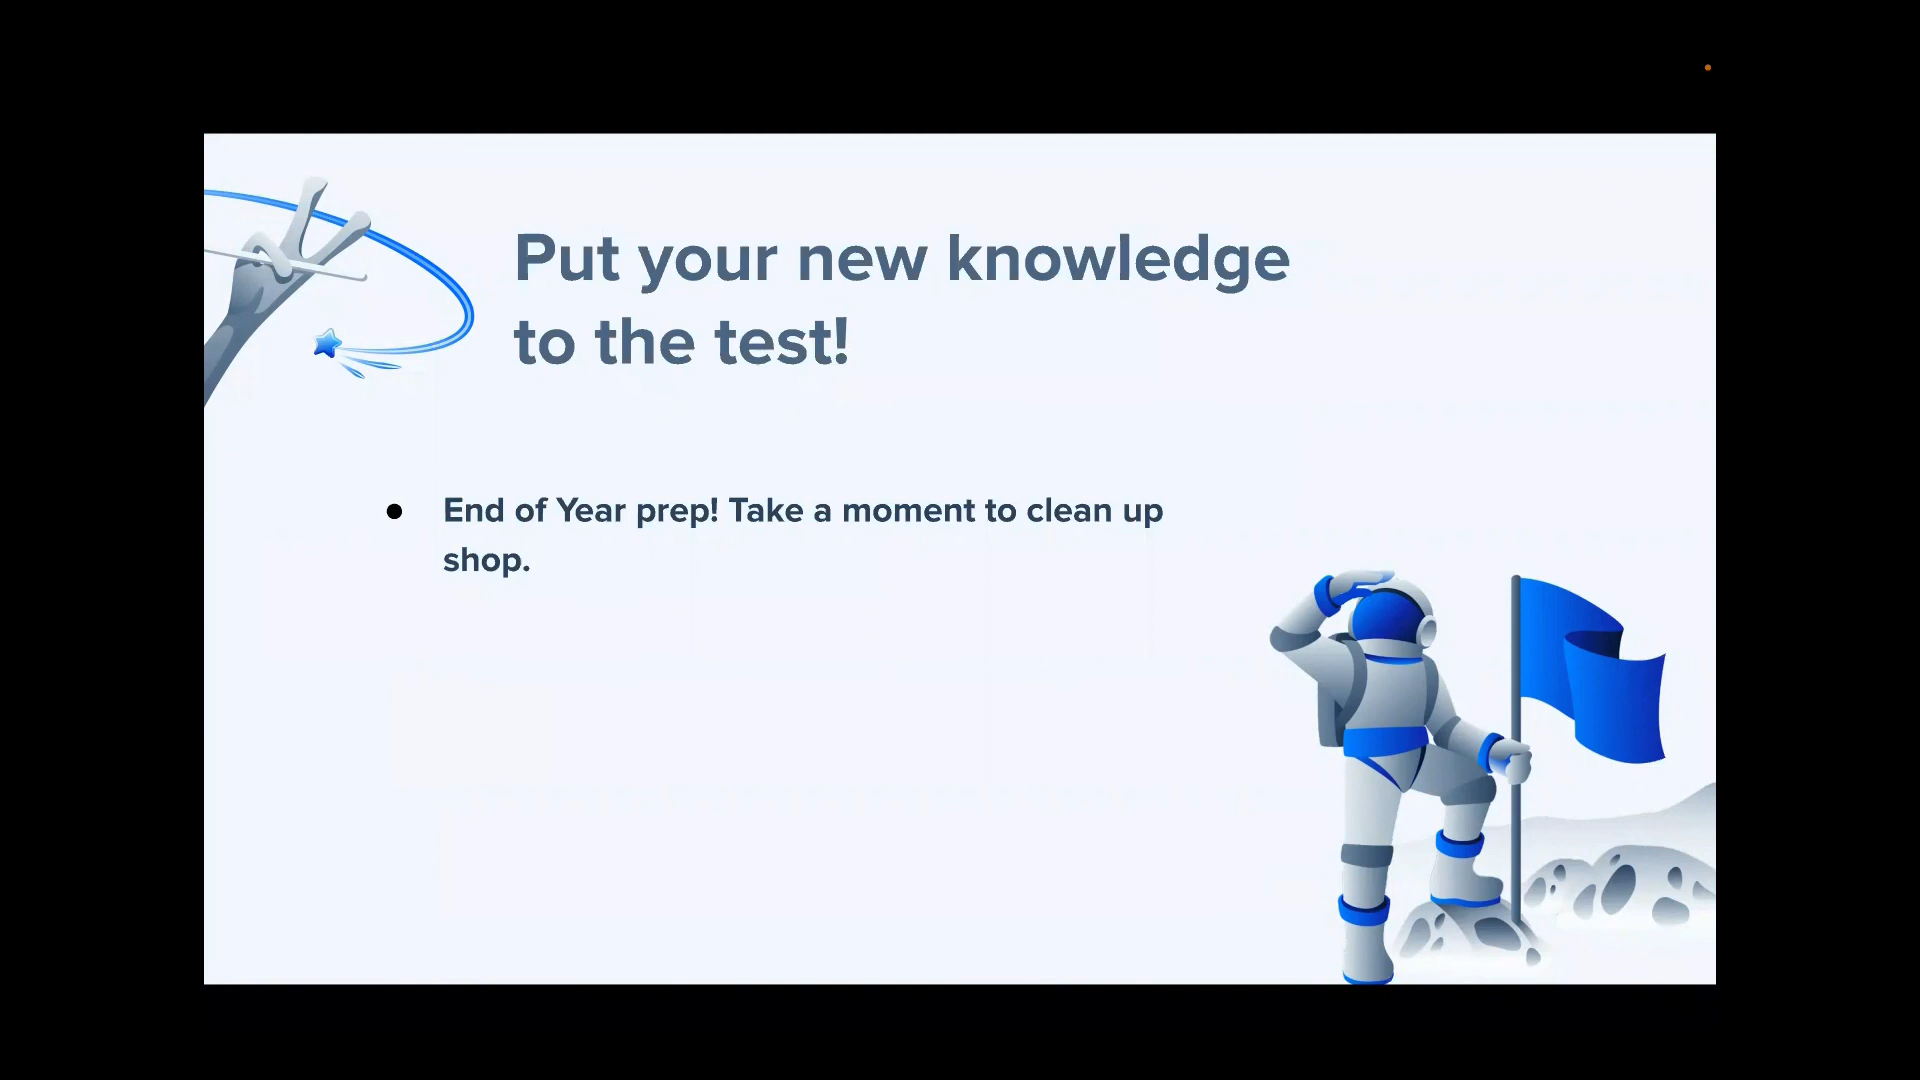 Put your new knowledge
to the test!
● End of Year prep! Take a moment to clean up
shop.